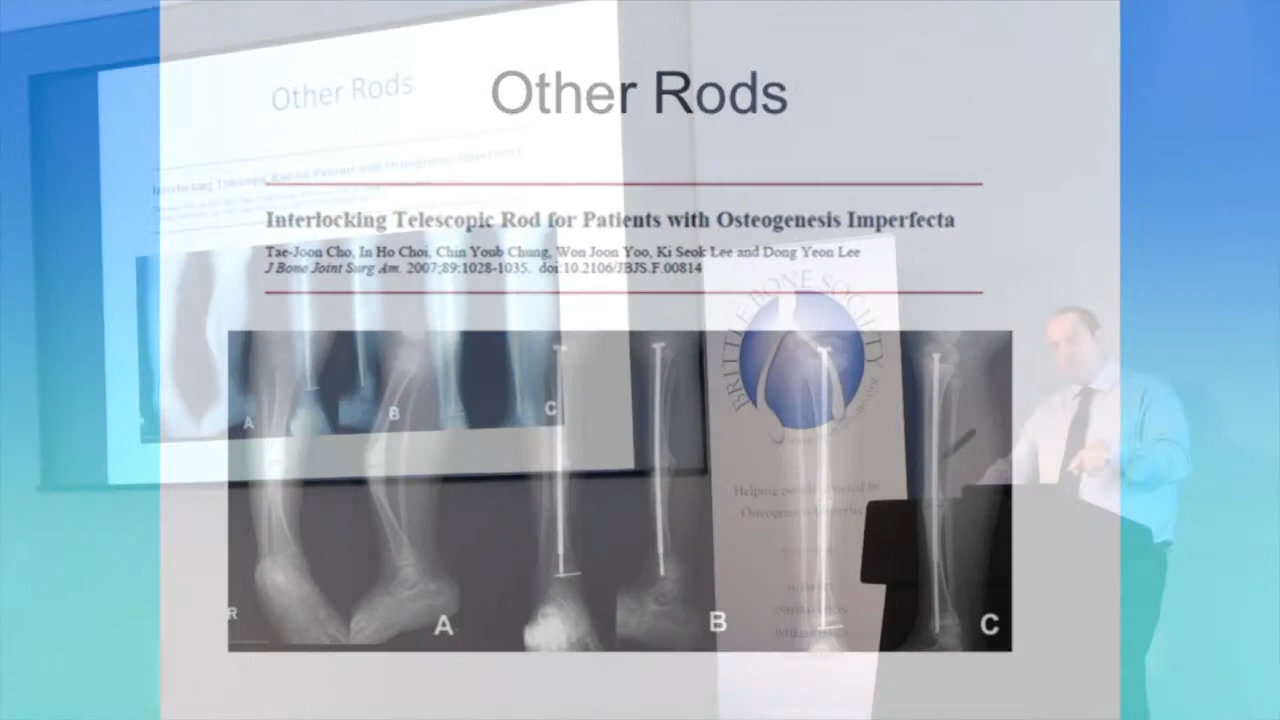 Other Rods
Other Rods
Interlocking Telescopic Rod for Patients with Osteogenesis Imperfecta
Tae-Joon Cho, In Ho Choi, Chin Youb Chung, Won Joon Yoo, Ki Seok Lee and Dong Yeon Lee
J Bone Joint Surg Am. 2007;89:1028-1035. doi:10.2106/JBJS.F.00814
BRITTLE BONE SOCIETY
A
B
C
Helping people affected by
Osteogenesis Imperfecta
R
A
B
C
SUPPORT
INFORMATION